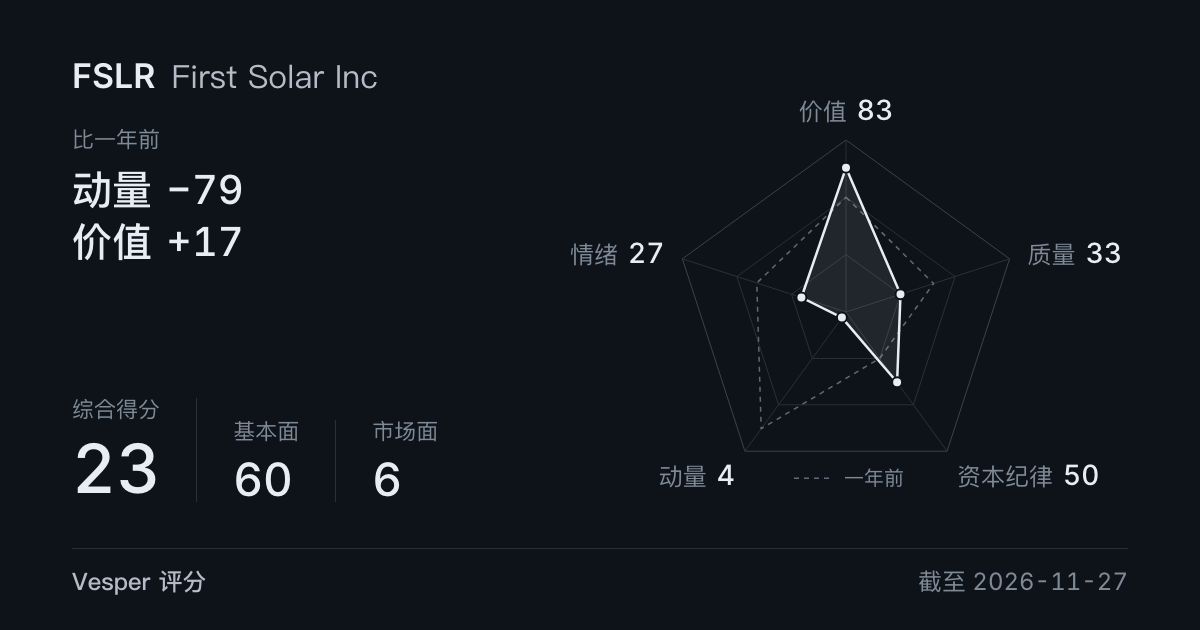 FSLR First Solar Inc
比一年前
动量 −79
价值 +17
价值 83
情绪 27
质量 33
动量 4
一年前
资本纪律 50
综合得分
23
基本面
60
市场面
6
Vesper 评分
截至 2026-11-27